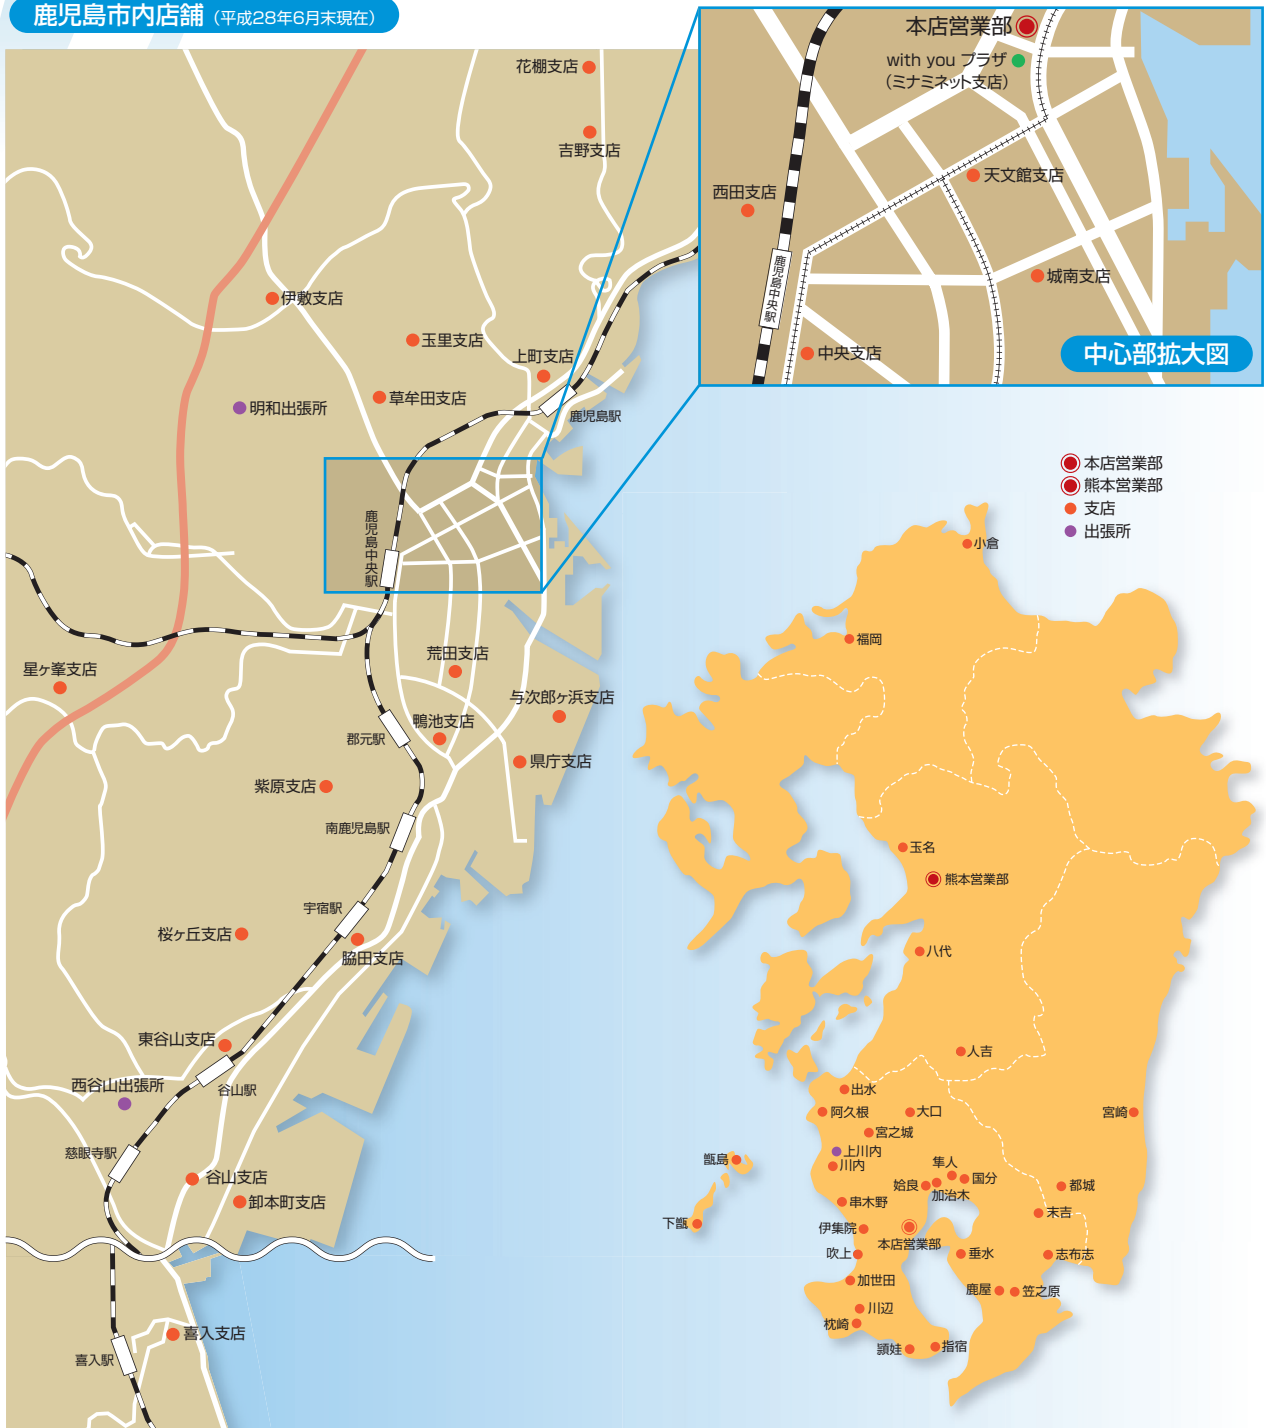 鹿児島市内店舗（平成28年6月末現在）
花棚支店
吉野支店
伊敷支店
玉里支店
上町支店
草牟田支店
明和出張所
鹿児島駅
鹿児島中央駅
荒田支店
星ヶ峯支店
与次郎ヶ浜支店
鴨池支店
郡元駅
県庁支店
紫原支店
南鹿児島駅
宇宿駅
桜ヶ丘支店
脇田支店
東谷山支店
西谷山出張所
谷山駅
慈眼寺駅
谷山支店
卸本町支店
喜入支店
喜入駅
本店営業部
with you プラザ
（ミナミネット支店）
天文館支店
西田支店
鹿児島中央駅
城南支店
中央支店
中心部拡大図
本店営業部
熊本営業部
支店
出張所
小倉
福岡
玉名
熊本営業部
八代
人吉
出水
阿久根
大口
宮崎
宮之城
上川内
川内
甑島
隼人
国分
姶良
加治木
都城
串木野
末吉
下甑
伊集院
本店営業部
吹上
垂水
志布志
加世田
鹿屋
笠之原
川辺
枕崎
頴娃
指宿